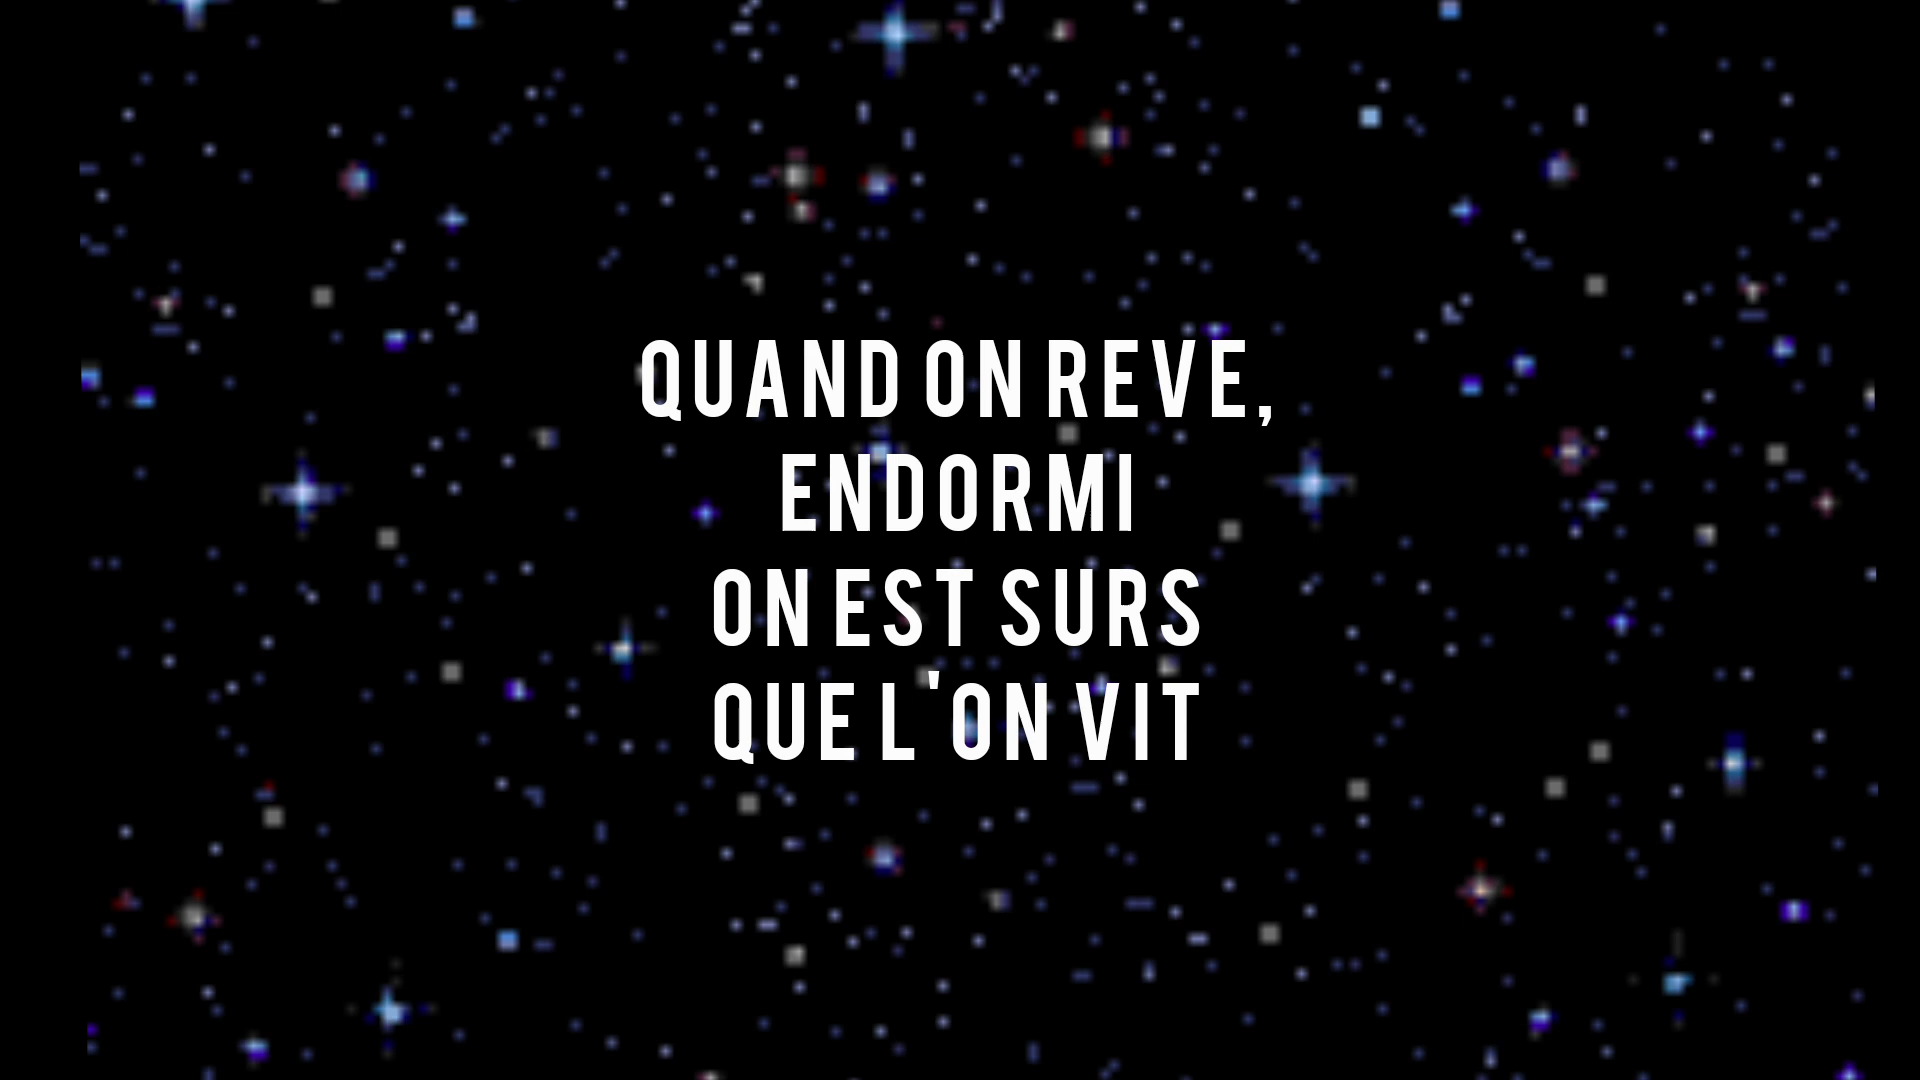 QUAND ON REVE,
ENDORMI
ON EST SURS
QUE L'ON VIT